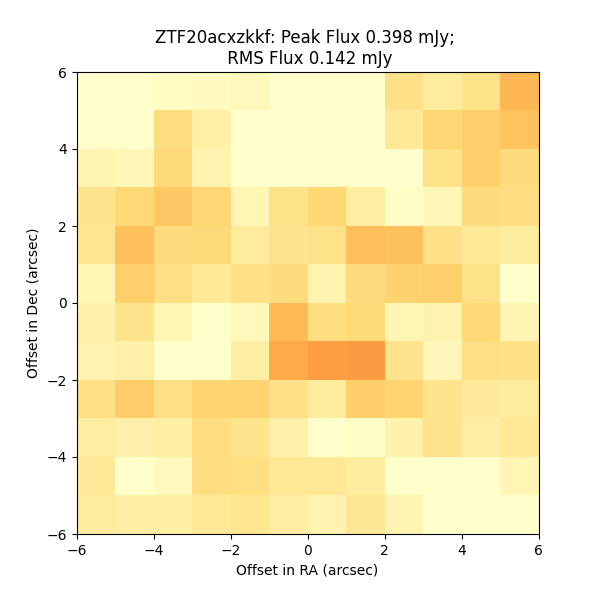 ZTF20acxzkkf: Peak Flux 0.398 mJy;
RMS Flux 0.142 mJy
6
4
2
0
−2
−4
−6
Offset in Dec (arcsec)
−6 −4 −2 0 2 4 6
Offset in RA (arcsec)